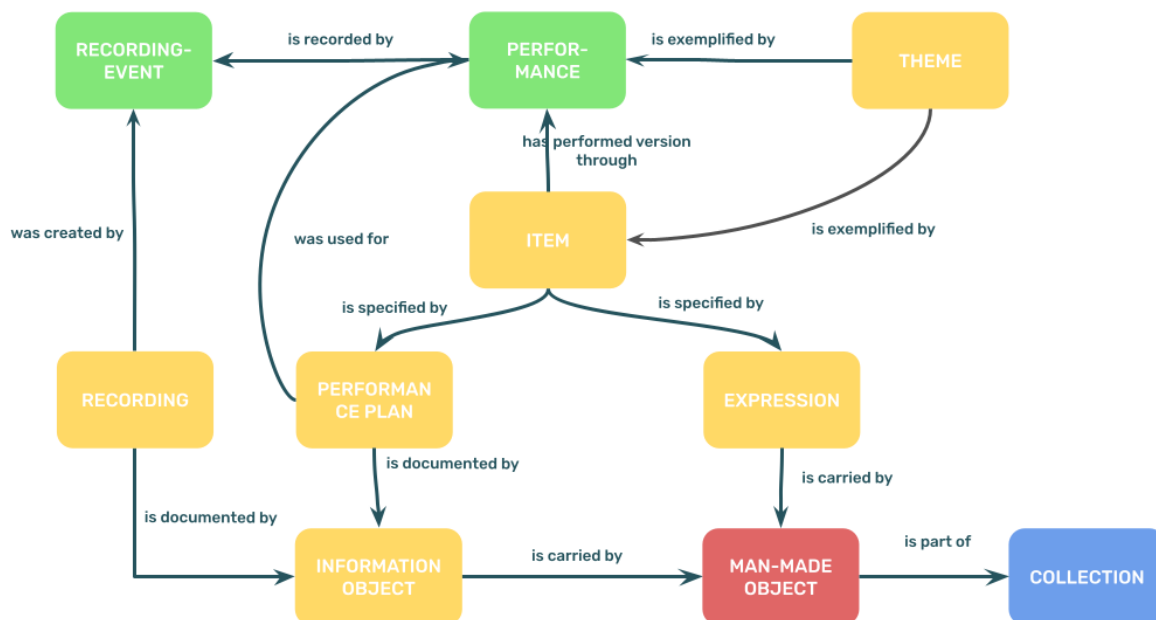 is recorded by
is exemplified by
RECORDING-
EVENT
PERFOR-
MANCE
THEME
has performed version
through
was created by
was used for
ITEM
is exemplified by
is specified by
is specified by
RECORDING
PERFORMAN
CE PLAN
EXPRESSION
is documented by
is carried by
is documented by
is carried by
is part of
INFORMATION
OBJECT
MAN-MADE
OBJECT
COLLECTION